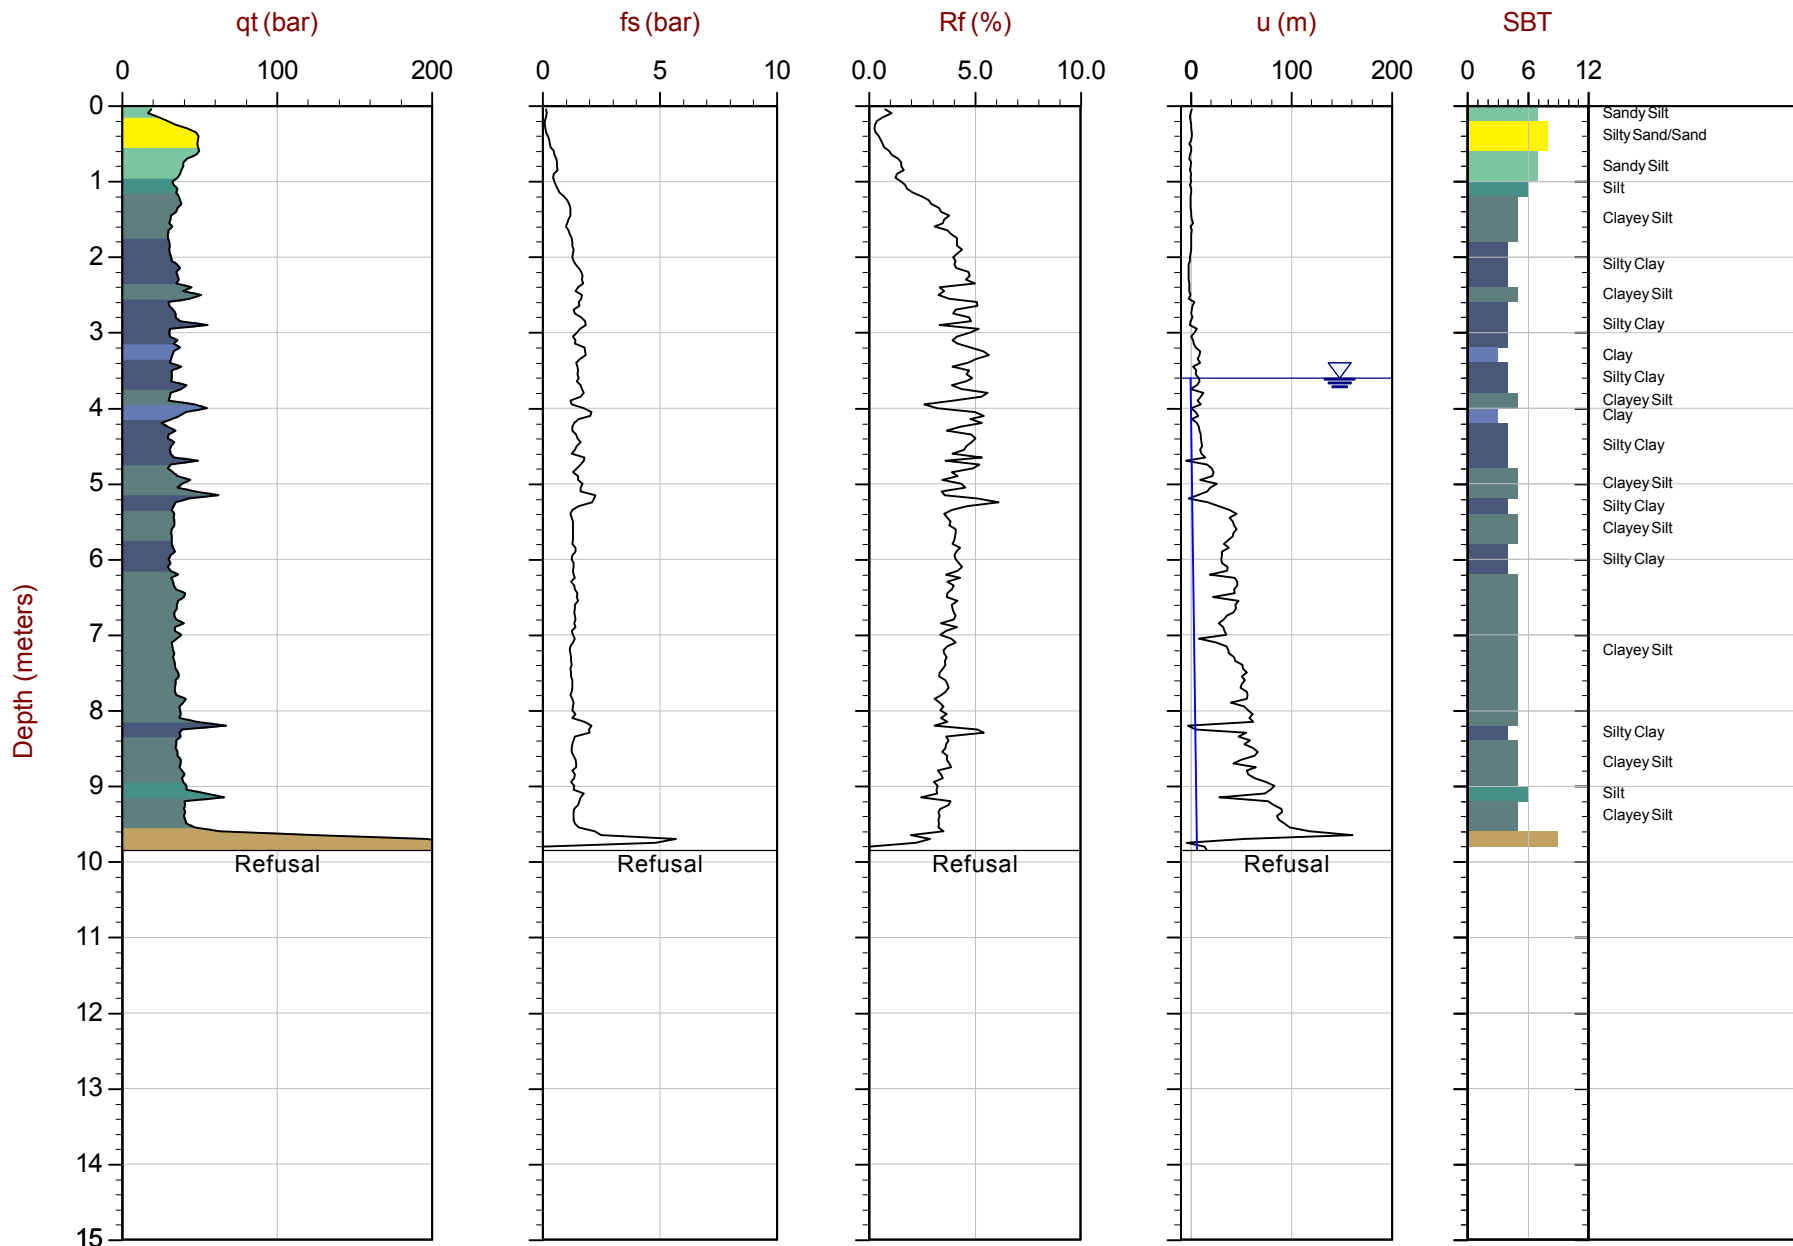 qt (bar) fs (bar) Rf (%) u (m) SBT
0 100 200 0 5 10 0.0 5.0 10.0 0 100 200 0 6 12
0
1
2
3
4
5
6
7
8
9
10
11
12
13
14
15
Depth (meters)
Sandy Silt
Silty Sand/Sand
Sandy Silt
Silt
Clayey Silt
Silty Clay
Clayey Silt
Silty Clay
Clay
Silty Clay
Clayey Silt
Clay
Silty Clay
Clayey Silt
Silty Clay
Clayey Silt
Silty Clay
Clayey Silt
Silty Clay
Clayey Silt
Silt
Clayey Silt
Refusal Refusal Refusal Refusal